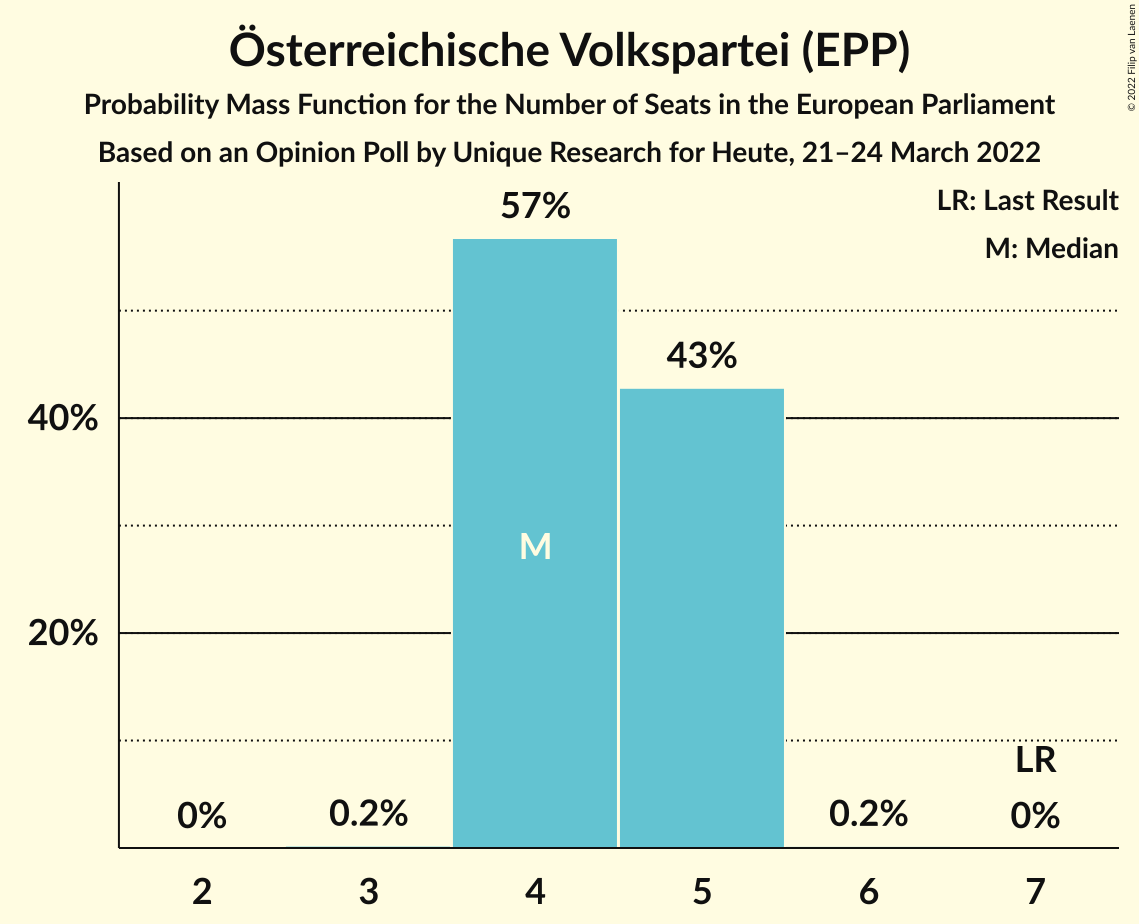 Österreichische Volkspartei (EPP)
Probability Mass Function for the Number of Seats in the European Parliament
Based on an Opinion Poll by Unique Research for Heute, 21–24 March 2022
© 2022 Filip van Laenen
LR: Last Result
M: Median
57%
43%
40%
M
20%
LR
0%
0.2%
0.2%
0%
2
3
4
5
6
7